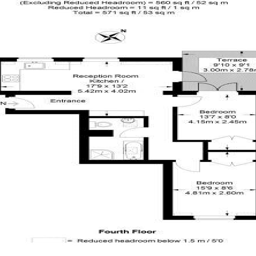 (Excluding Reduced Headroom) = 560 sq ft / 52 sq m
Reduced Headroom = 11 sq ft / 1 sq m
Total = 571 sq ft / 53 sq m
N
Terrace
9'10 x 9'1
3.00m x 2.78
Reception Room
Kitchen /
17'9 x 13'2
5.42m x 4.02m
IN
Entrance
Bedroom
13'7 x 8'0
4.15m x 2.45m
Bedroom
15'9 x 8'6
4.81m x 2.60m
Fourth Floor
Reduced headroom below 1.5 m / 5'0